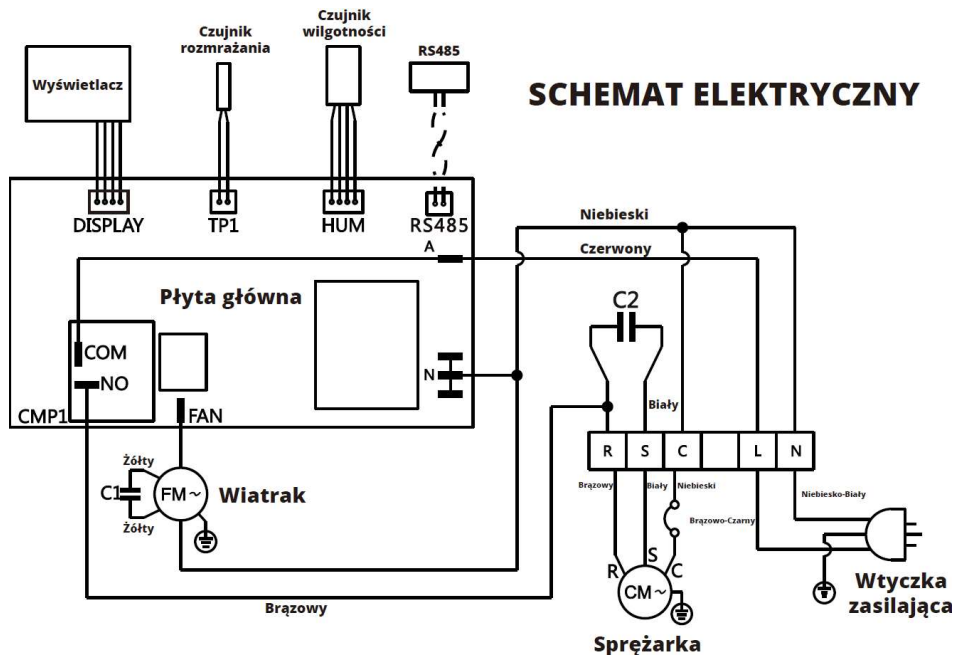 Czujnik
wilgotności
Czujnik
rozmrażania
RS485
Wyświetlacz
SCHEMAT ELEKTRYCZNY
DISPLAY
TP1
HUM
RS485
Niebieski
A
Czerwony
Płyta główna
C2
COM
NO
N
CMP1
FAN
Biały
R
S
C
L
N
Żółty
C1
FM ~
Wiatrak
Żółty
Brązowy
Biały
Niebieski
Niebiesko-Biały
Brązowo-Czarny
R
S
C
CM ~
Wtyczka
zasilająca
Brązowy
Sprężarka